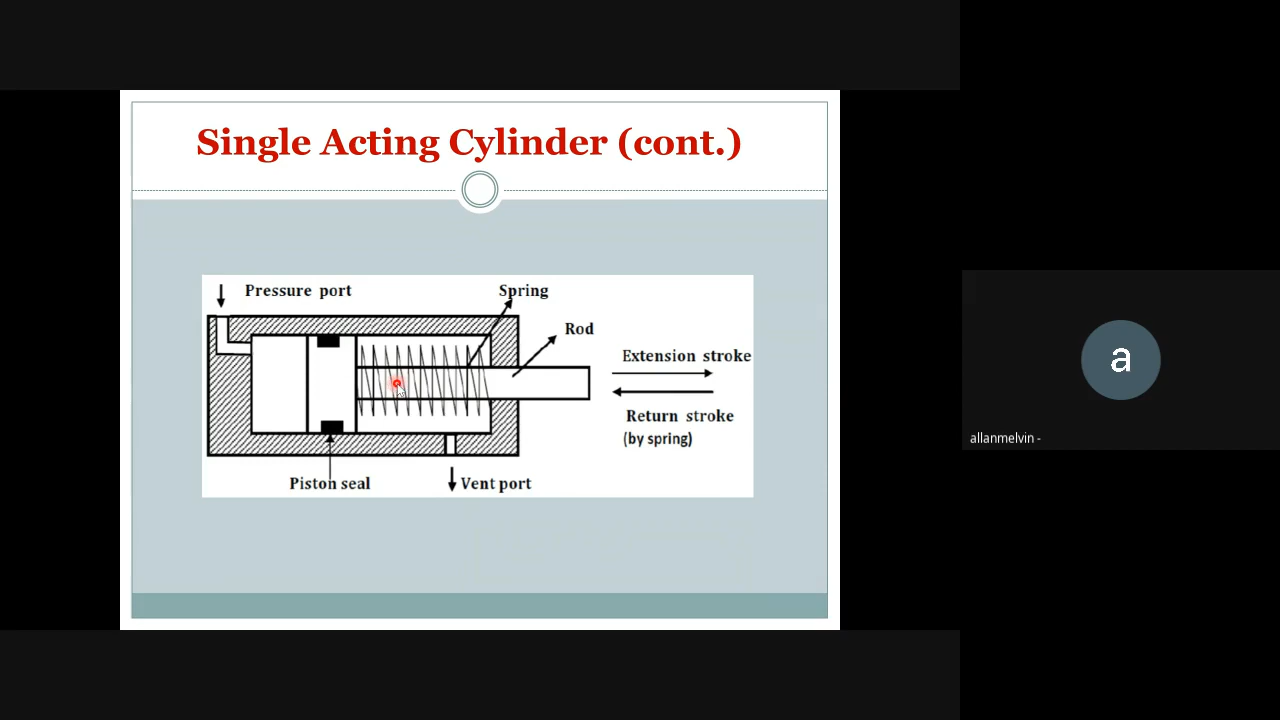 Single Acting Cylinder (cont.)
Pressure port
Spring
Rod
Extension stroke
Return stroke
(by spring)
Piston seal
Vent port
a
allanmelvin -